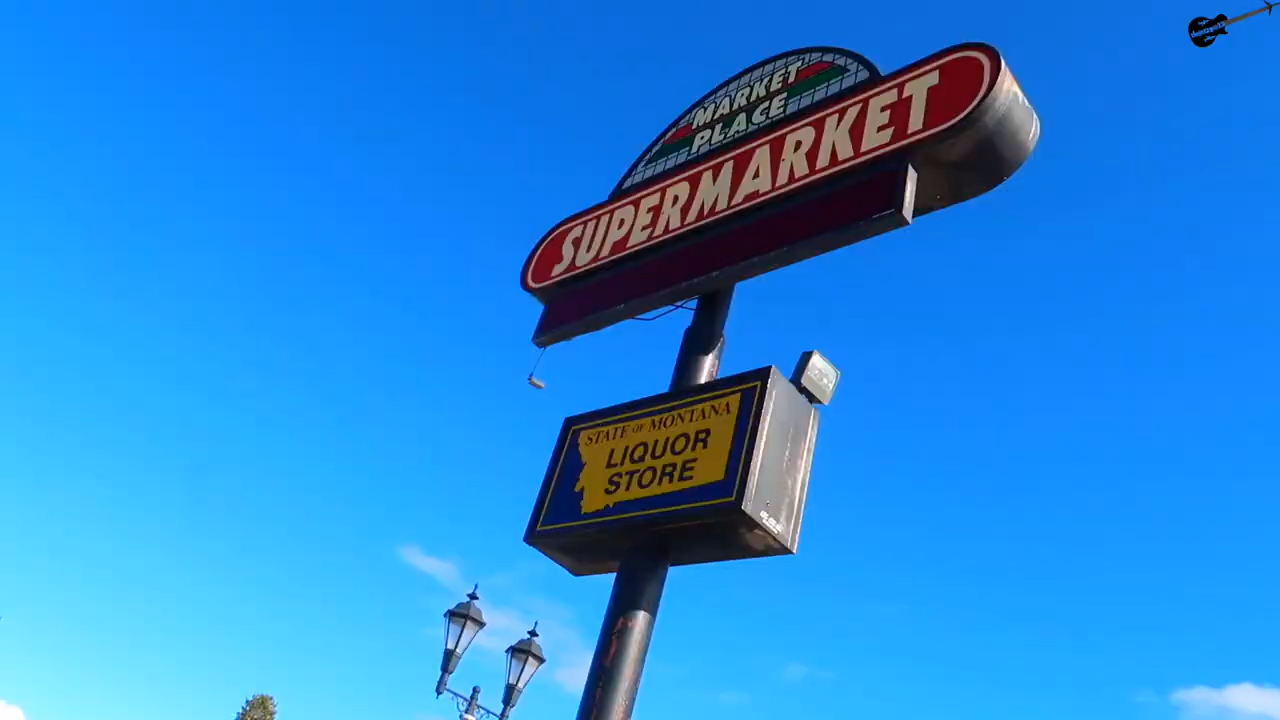 MARKET
PLACE
SUPERMARKET
STATE OF MONTANA
LIQUOR
STORE